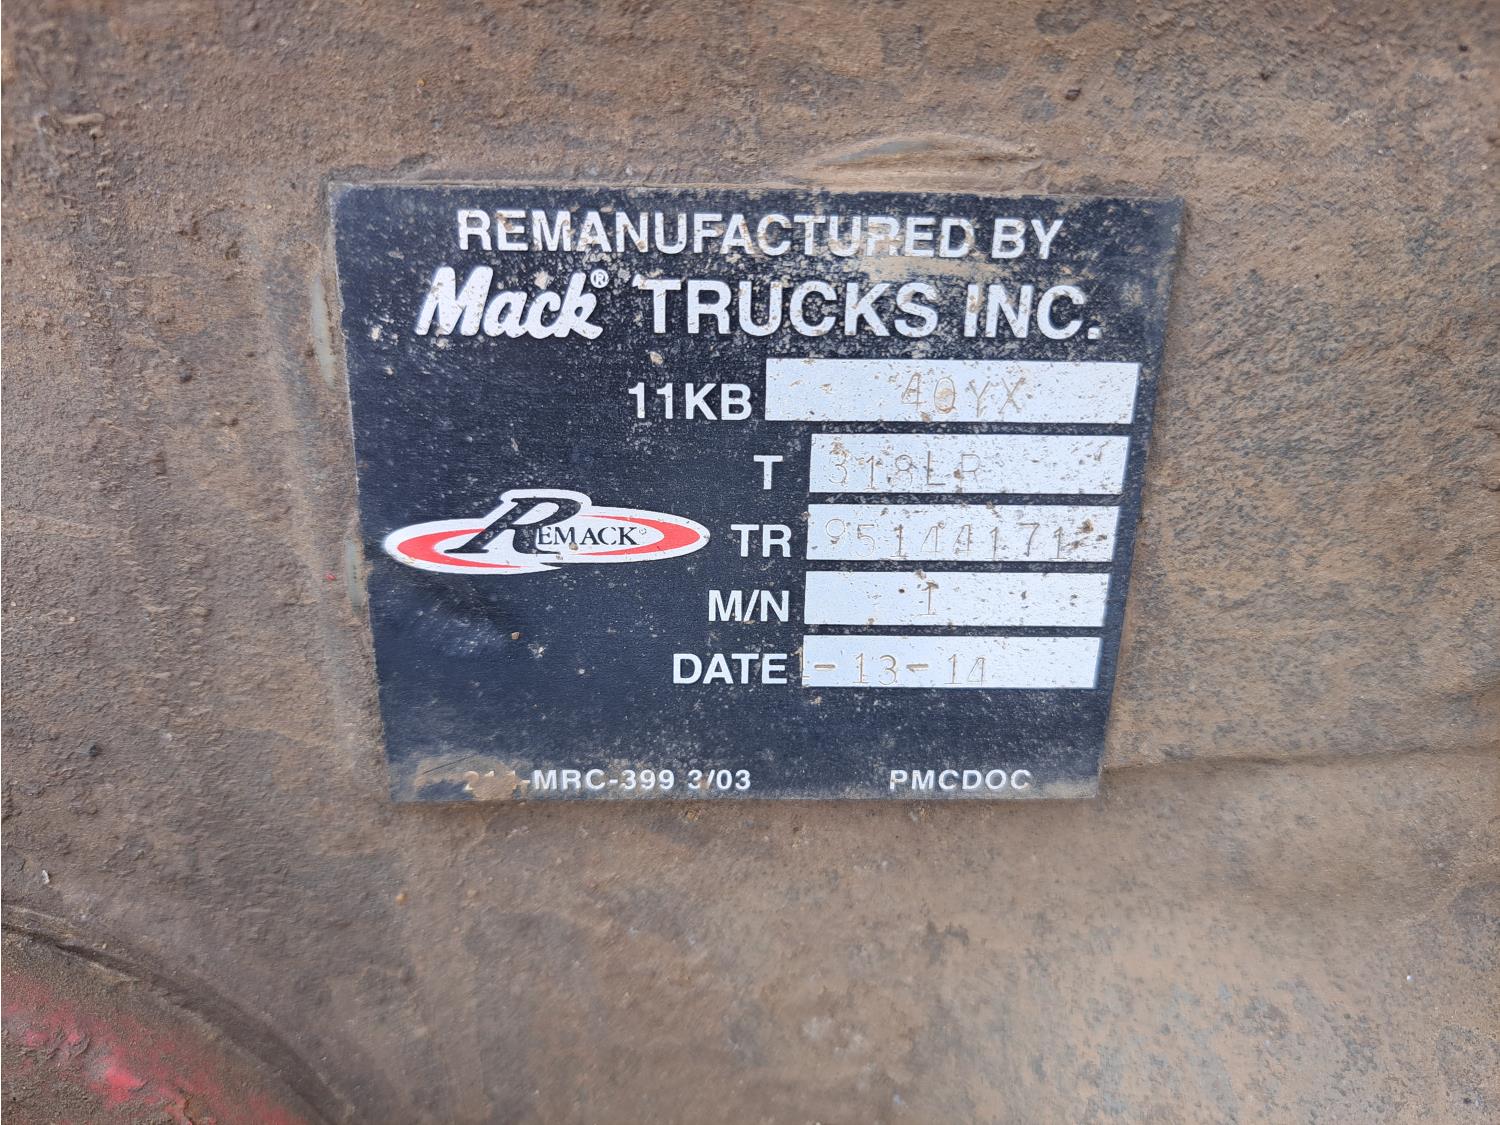 REMANUFACTURED BY
Mack® TRUCKS INC.
11KB 40YX
T 318LR
REMACK TR 95144171
M/N 1
DATE 1-13-14
-MRC-399 3/03 PMCDOC